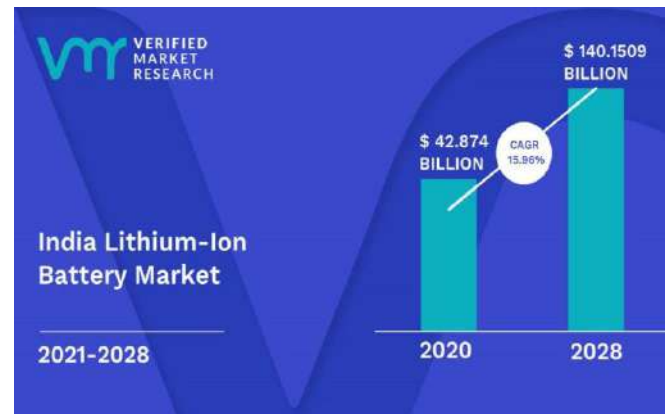 VERIFIED
MARKET
RESEARCH
$ 140.1509
BILLION
$ 42.874
BILLION
CAGR
15.96%
India Lithium-Ion
Battery Market
2021-2028
2020
2028